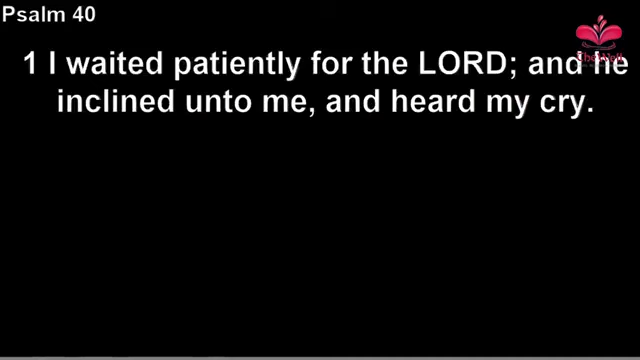 Psalm 40
1 I waited patiently for the LORD; and he
inclined unto me, and heard my cry.